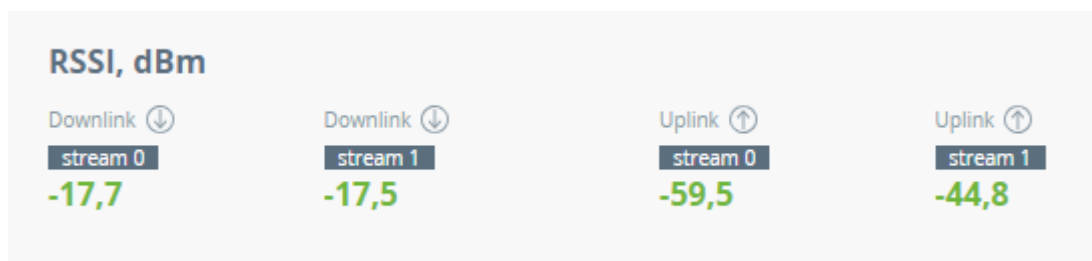 RSSI, dBm
Downlink Downlink Uplink Uplink
stream 0 stream 1 stream 0 stream 1
-17,7 -17,5 -59,5 -44,8